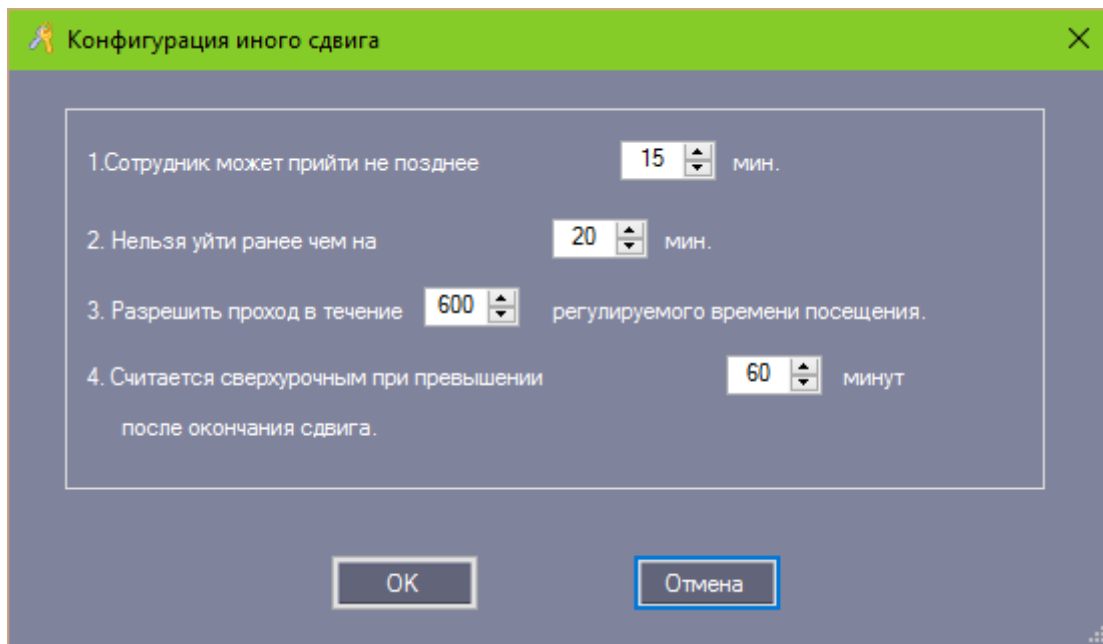 Конфигурация иного сдвига
1.Сотрудник может прийти не позднее 15 мин.
2. Нельзя уйти ранее чем на 20 мин.
3. Разрешить проход в течение 600 регулируемого времени посещения.
4. Считается сверхурочным при превышении 60 минут
после окончания сдвига.
OK Отмена